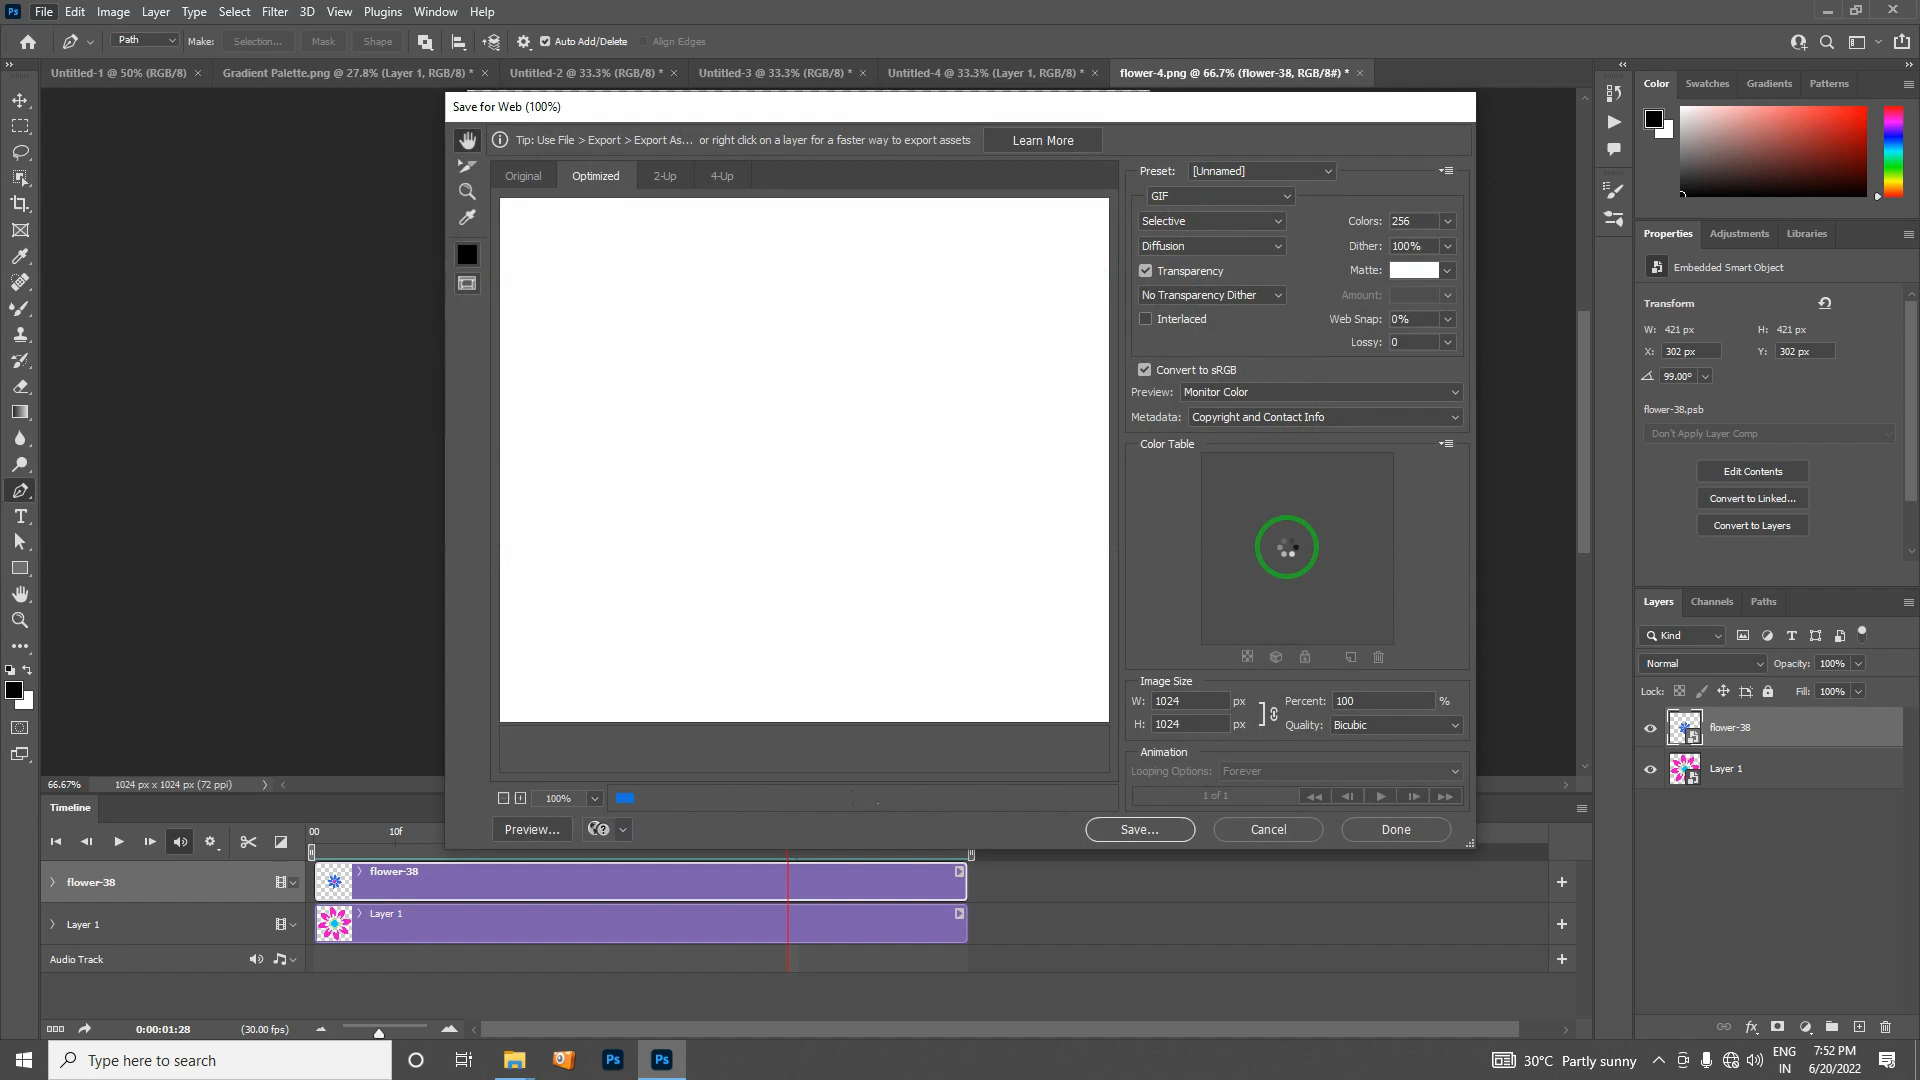 Ps File Edit Image Layer Type Select Filter 3D View Plugins Window Help
Path Make: Selection... Mask Shape Auto Add/Delete Align Edges
Untitled-1 @ 50% (RGB/8) Gradient Palette.png @ 27.8% (Layer 1, RGB/8) * Untitled-2 @ 33.3% (RGB/8) * Untitled-3 @ 33.3% (RGB/8) * Untitled-4 @ 33.3% (Layer 1, RGB/8) * flower-4.png @ 66.7% (flower-38, RGB/8#) *
Save for Web (100%)
Tip: Use File > Export > Export As... or right click on a layer for a faster way to export assets Learn More
Original Optimized 2-Up 4-Up
Preset: [Unnamed]
GIF
Selective Colors: 256
Diffusion Dither: 100%
Transparency Matte:
No Transparency Dither Amount:
Interlaced Web Snap: 0%
Lossy: 0
Convert to sRGB
Preview: Monitor Color
Metadata: Copyright and Contact Info
Color Table
Image Size
W: 1024 px Percent: 100 %
H: 1024 px Quality: Bicubic
Animation
Looping Options: Forever
1 of 1
100%
Preview... Save... Cancel Done
Color Swatches Gradients Patterns
Properties Adjustments Libraries
Embedded Smart Object
Transform
W: 421 px H: 421 px
X: 302 px Y: 302 px
99.00°
flower-38.psb
Don't Apply Layer Comp
Edit Contents
Convert to Linked...
Convert to Layers
Layers Channels Paths
Kind
Normal Opacity: 100%
Lock: Fill: 100%
flower-38
Layer 1
66.67% 1024 px x 1024 px (72 ppi)
Timeline
00 10f
flower-38 flower-38
Layer 1 Layer 1
Audio Track
0:00:01:28 (30.00 fps)
Type here to search Ps Ps 30°C Partly sunny ENG IN 7:52 PM 6/20/2022